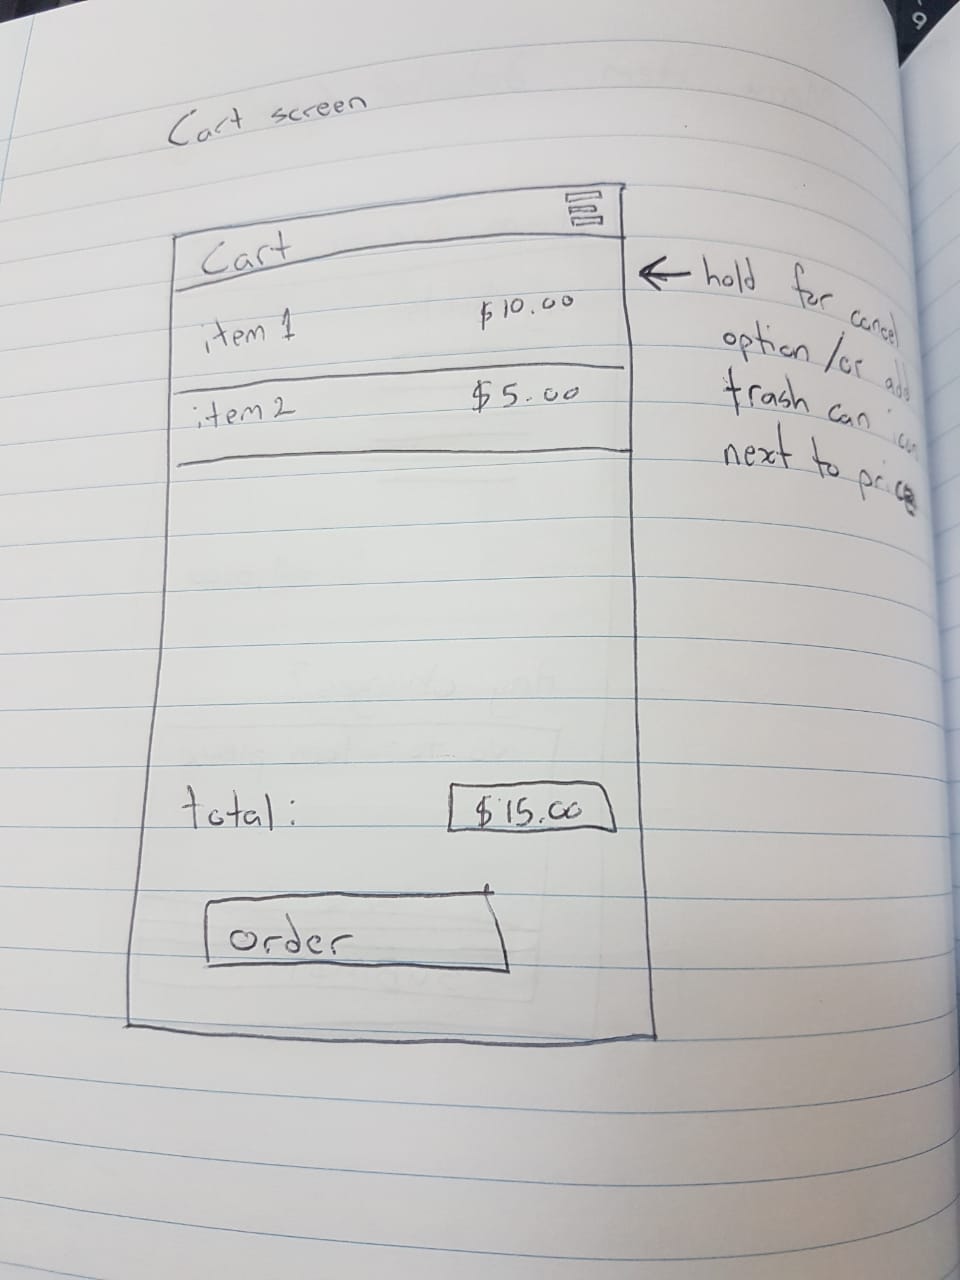 Cart screen
Cart
item 1 $10.00
item 2 $5.00
total: $15.00
order
hold for cancel
option /or add
trash can icon
next to price